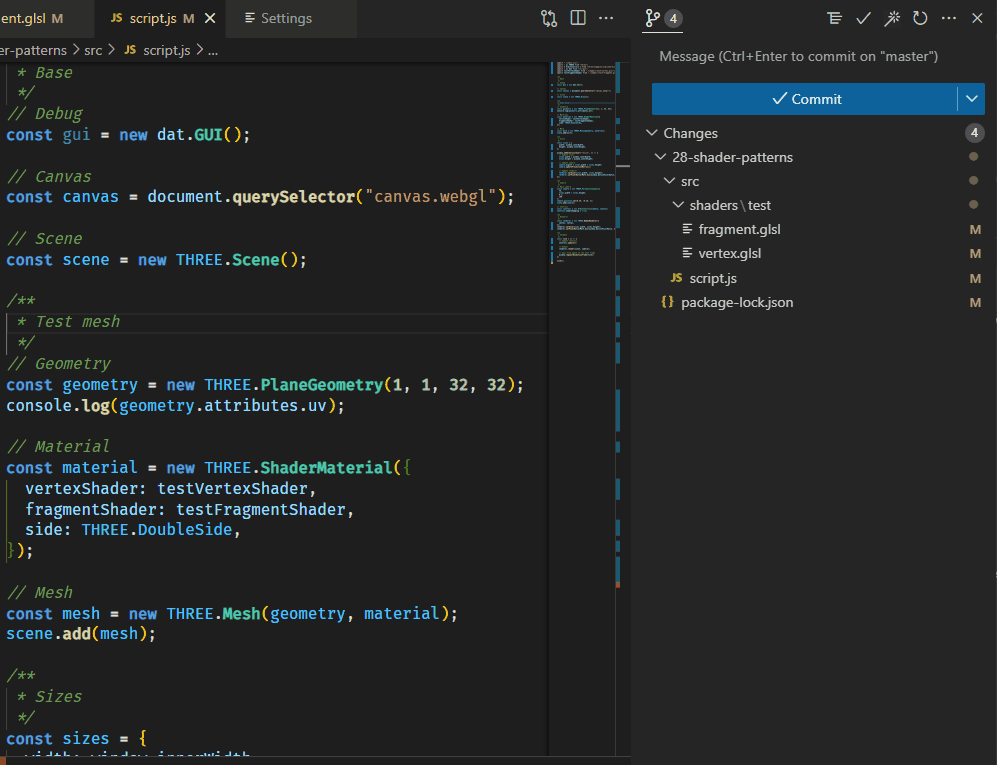 ent.glsl M
JS script.js M
Settings
4
er-patterns > src > JS script.js > ...
* Base
*/
// Debug
const gui = new dat.GUI();
// Canvas
const canvas = document.querySelector("canvas.webgl");
// Scene
const scene = new THREE.Scene();
/**
* Test mesh
*/
// Geometry
const geometry = new THREE.PlaneGeometry(1, 1, 32, 32);
console.log(geometry.attributes.uv);
// Material
const material = new THREE.ShaderMaterial({
vertexShader: testVertexShader,
fragmentShader: testFragmentShader,
side: THREE.DoubleSide,
});
// Mesh
const mesh = new THREE.Mesh(geometry, material);
scene.add(mesh);
/**
* Sizes
*/
const sizes = {
width: window.innerWidth
Message (Ctrl+Enter to commit on "master")
Commit
Changes 4
28-shader-patterns
src
shaders\test
fragment.glsl M
vertex.glsl M
JS script.js M
{} package-lock.json M